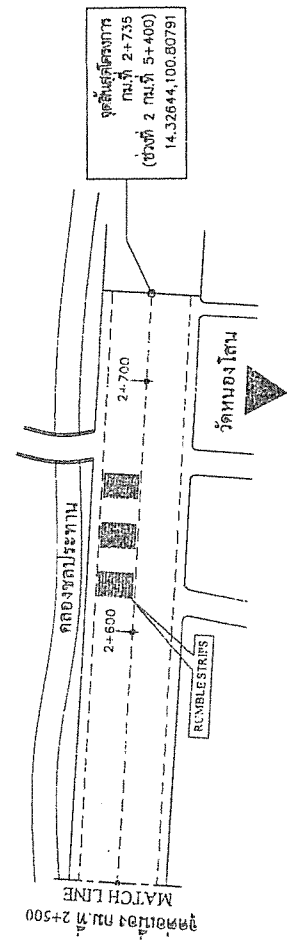 จุดสิ้นสุดโครงการ
กม.ที่ 2+735
(ช่วงที่ 2 กม.ที่ 5+400)
14.32644,100.80791
2+700
วัดหนองโสน
คลองชลประทาน
2+600
RUMBLE STRIPS
MATCH LINE
จุดต่อเนื่อง กม.ที่ 2+500